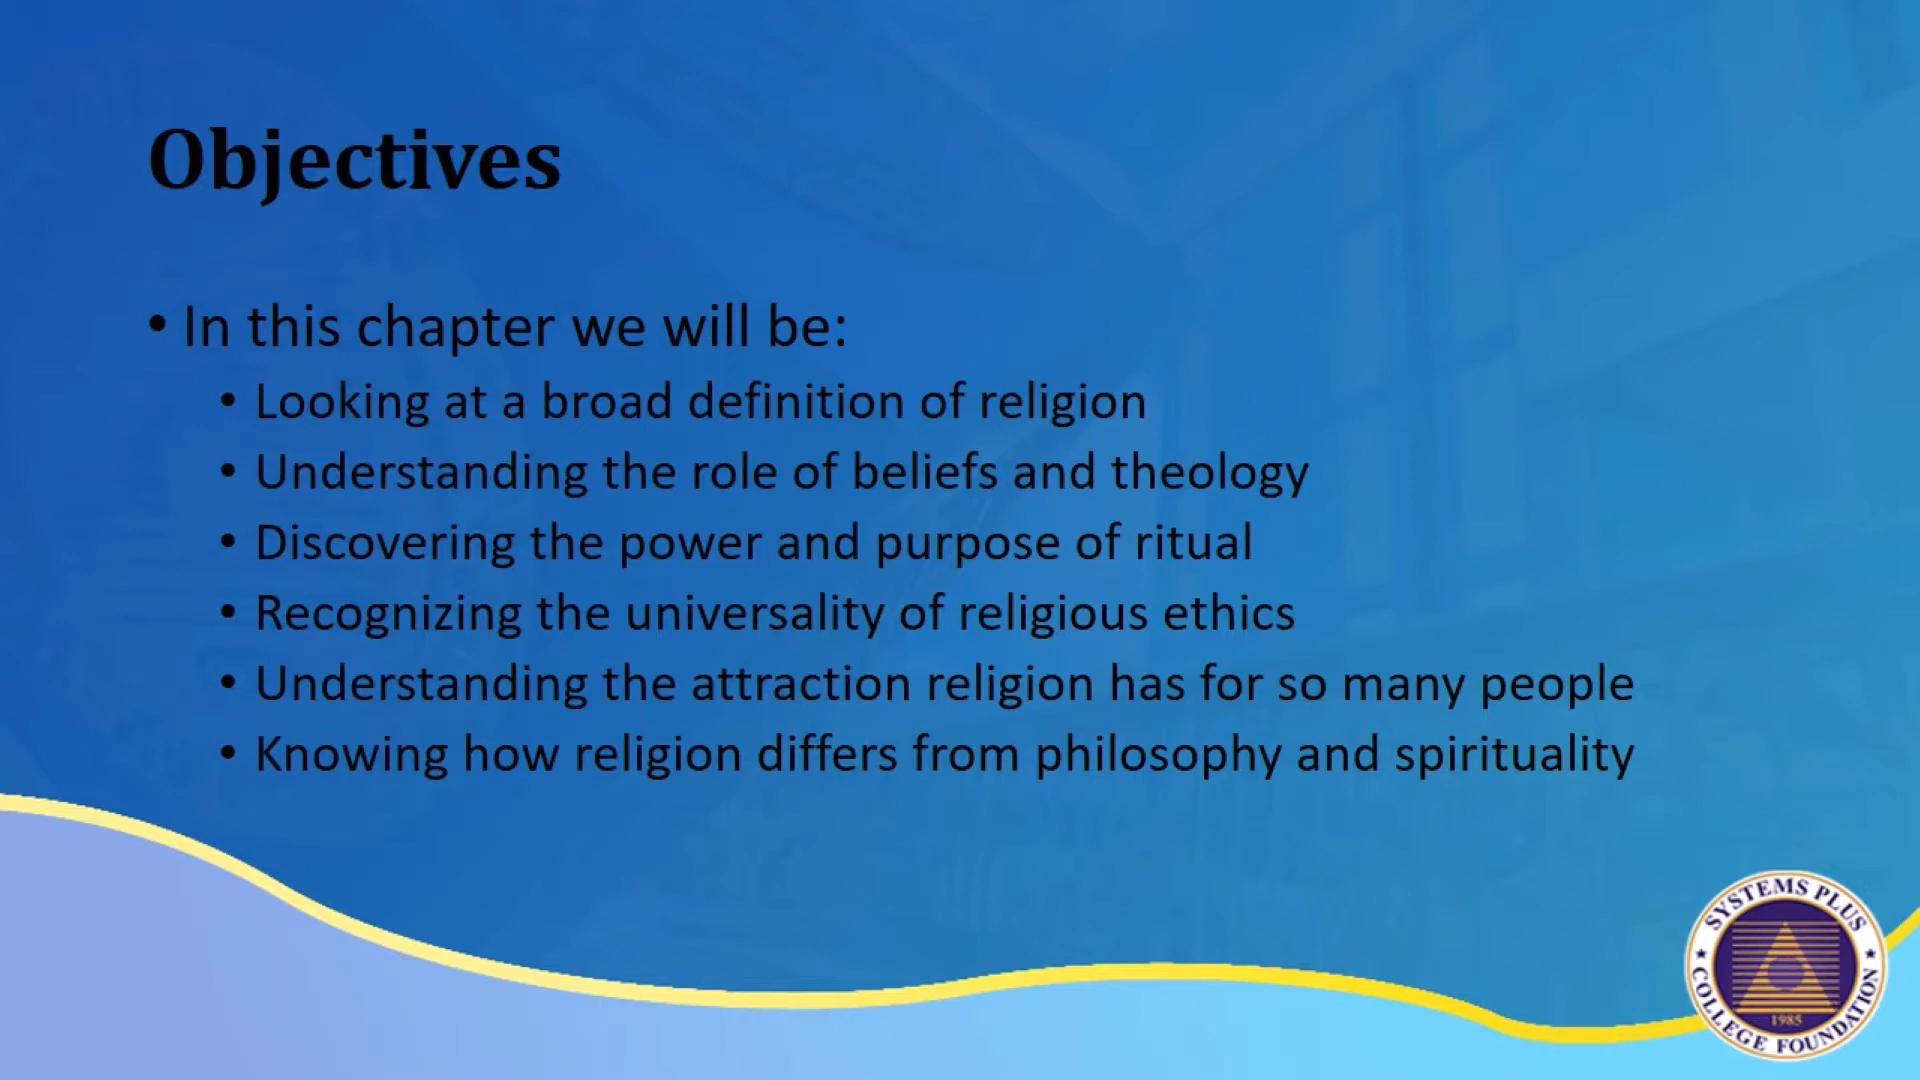 Objectives
• In this chapter we will be:
• Looking at a broad definition of religion
• Understanding the role of beliefs and theology
• Discovering the power and purpose of ritual
• Recognizing the universality of religious ethics
• Understanding the attraction religion has for so many people
• Knowing how religion differs from philosophy and spirituality
SYSTEMS PLUS
COLLEGE FOUNDATION
1985